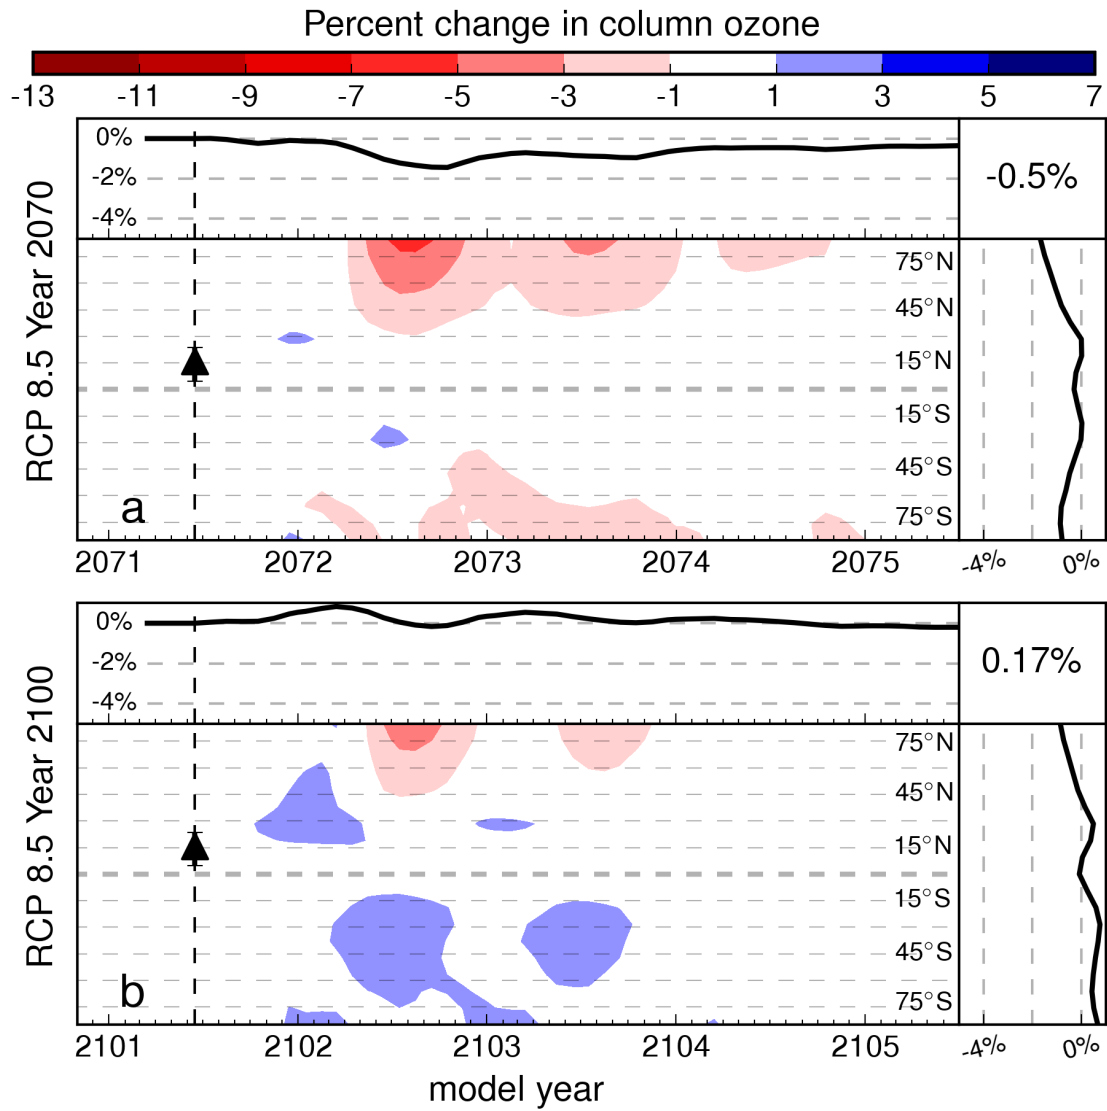 Percent change in column ozone
-13 -11 -9 -7 -5 -3 -1 1 3 5 7
RCP 8.5 Year 2070
0%
-2%
-4%
-0.5%
75°N
45°N
15°N
15°S
45°S
75°S
a
2071 2072 2073 2074 2075
-4% 0%
RCP 8.5 Year 2100
0%
-2%
-4%
0.17%
75°N
45°N
15°N
15°S
45°S
75°S
b
2101 2102 2103 2104 2105
-4% 0%
model year